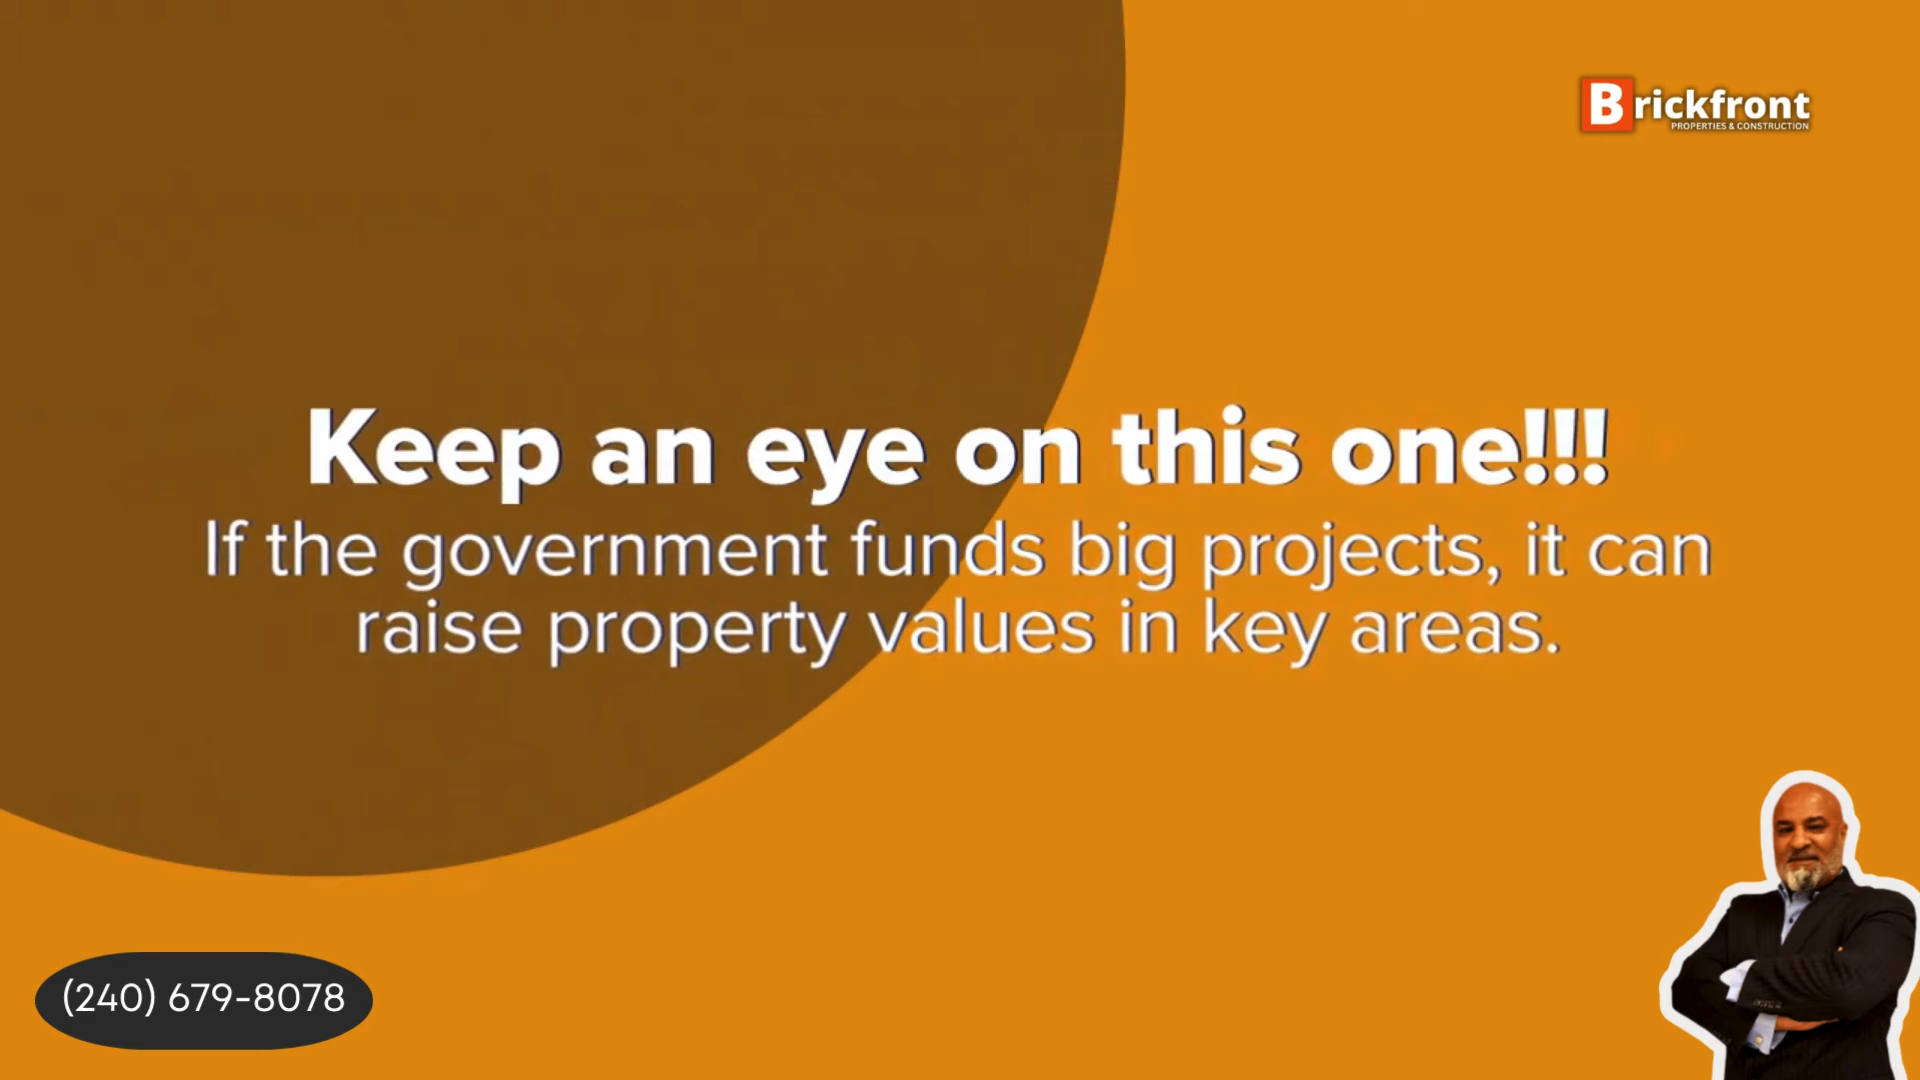 Brickfront
PROPERTIES & CONSTRUCTION
Keep an eye on this one!!!
If the government funds big projects, it can
raise property values in key areas.
(240) 679-8078